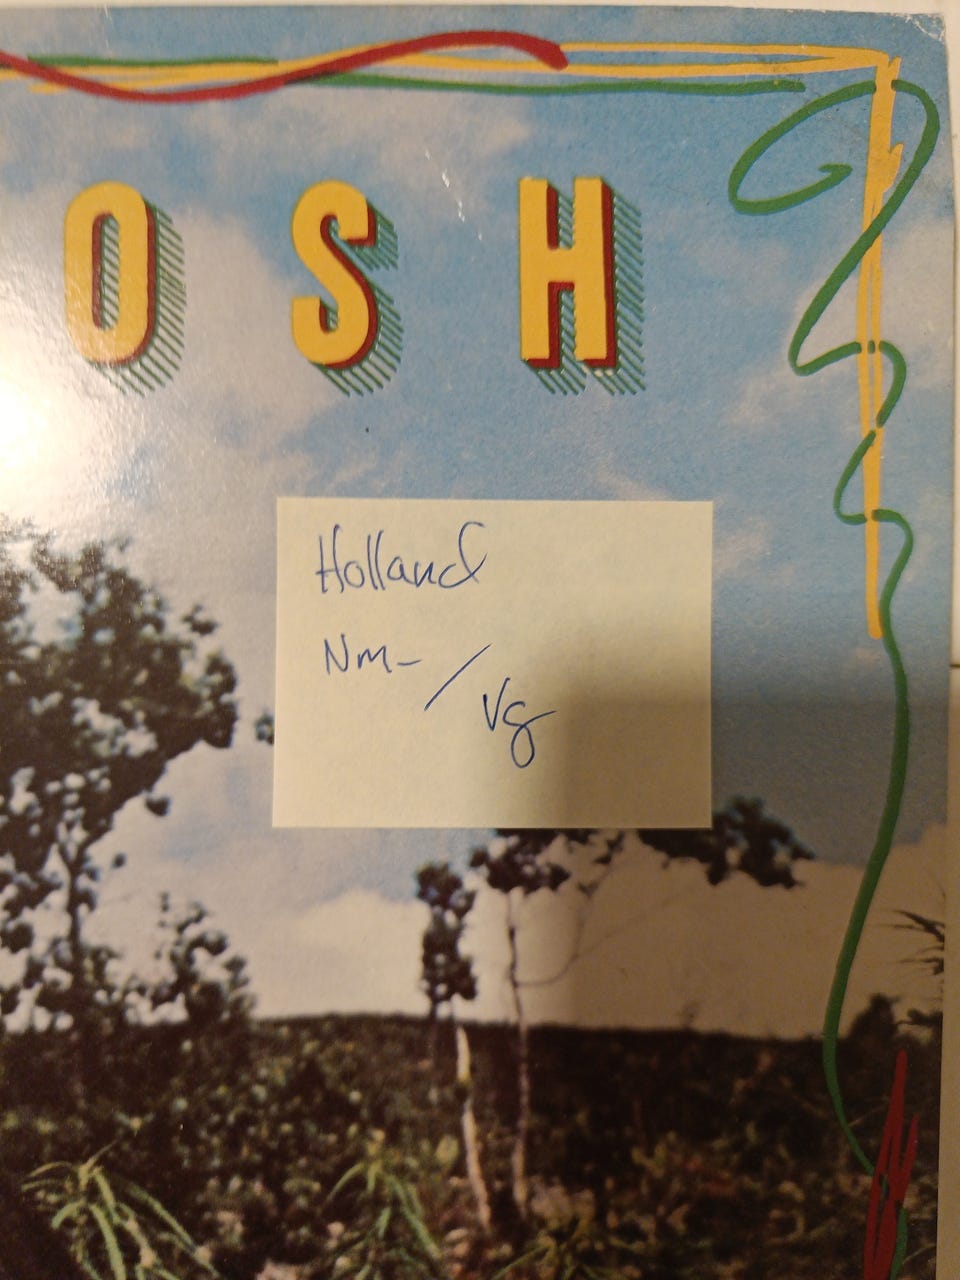 OSH
Holland
Nm- / Vg